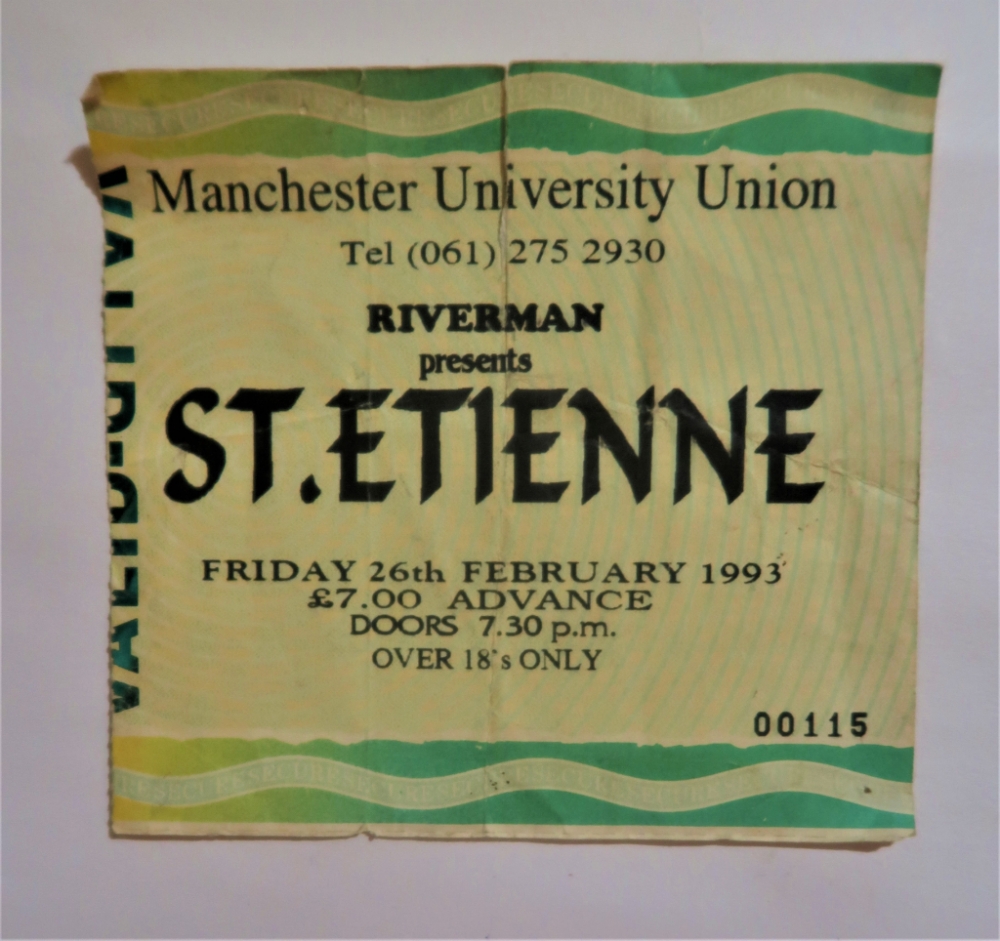 Manchester University Union
Tel (061) 275 2930
RIVERMAN
presents
ST.ETIENNE
FRIDAY 26th FEBRUARY 1993
£7.00 ADVANCE
DOORS 7.30 p.m.
OVER 18's ONLY
00115